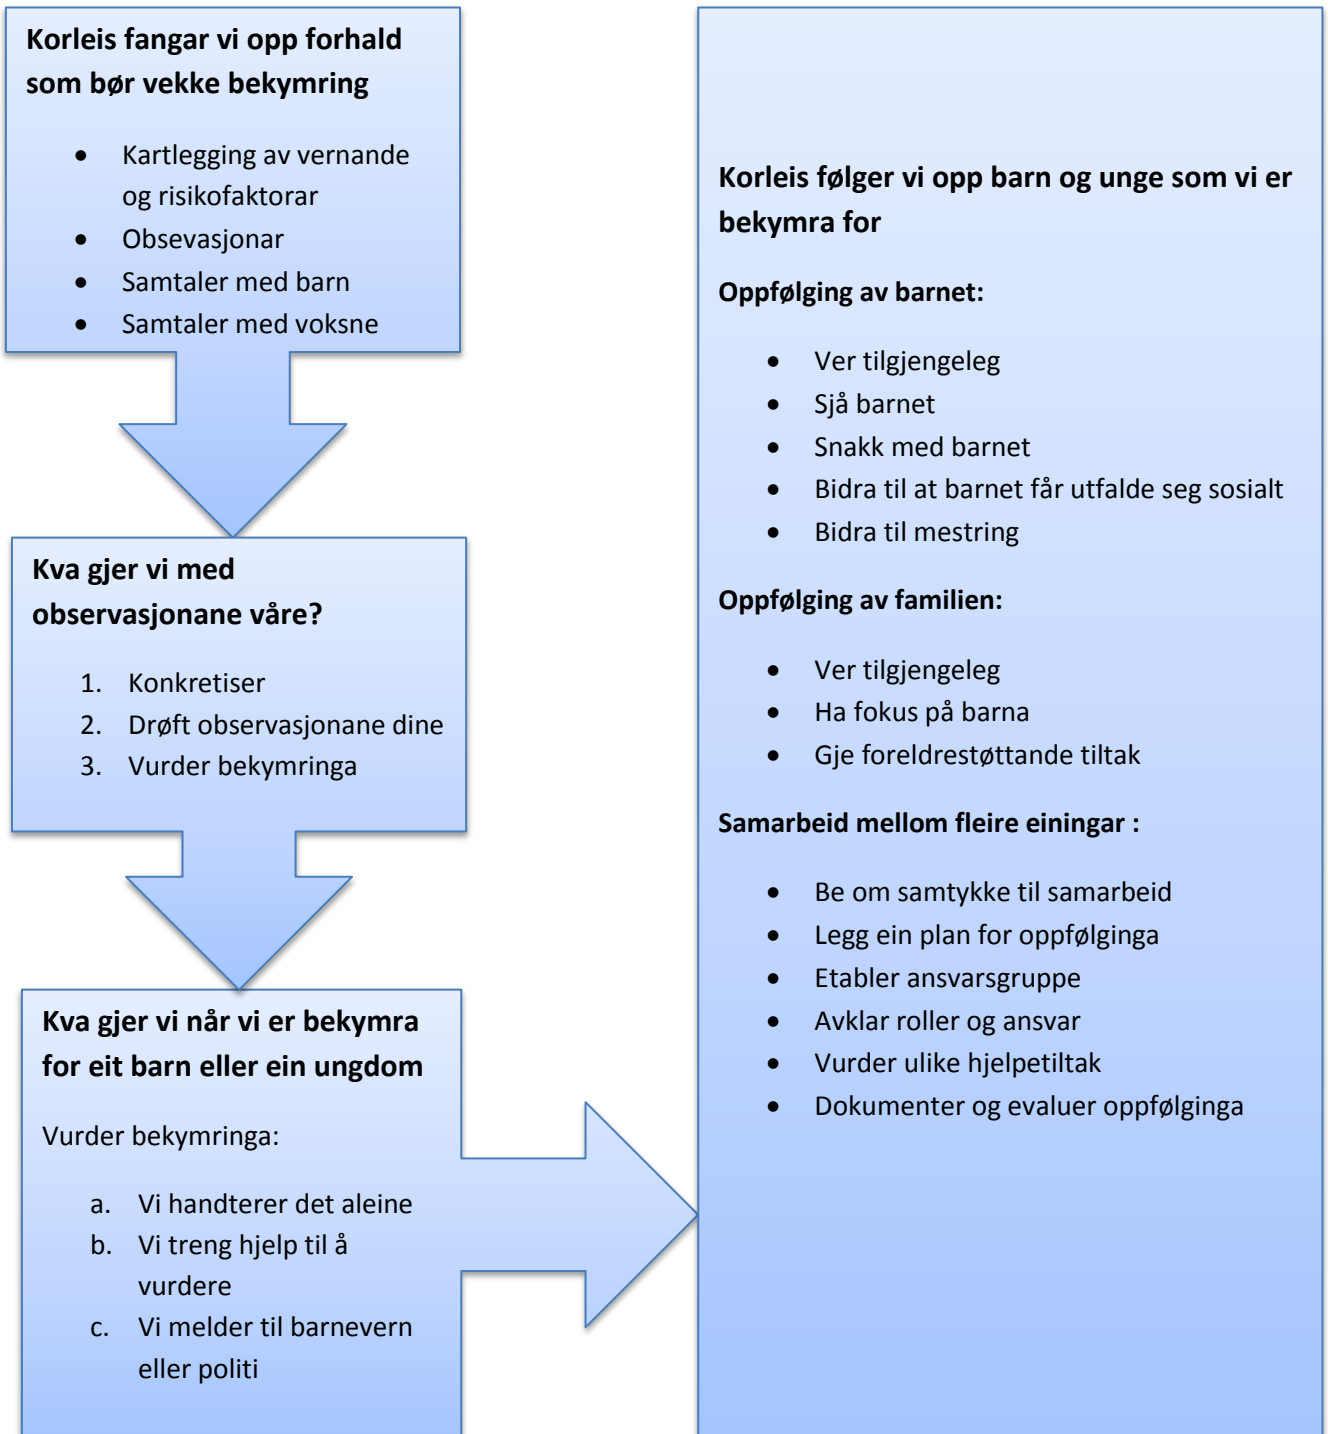 Korleis fangar vi opp forhald
som bør vekke bekymring
• Kartlegging av vernande
og risikofaktorar
• Obsevasjonar
• Samtaler med barn
• Samtaler med voksne
Kva gjer vi med
observasjonane våre?
1. Konkretiser
2. Drøft observasjonane dine
3. Vurder bekymringa
Kva gjer vi når vi er bekymra
for eit barn eller ein ungdom
Vurder bekymringa:
a. Vi handterer det aleine
b. Vi treng hjelp til å
vurdere
c. Vi melder til barnevern
eller politi
Korleis følger vi opp barn og unge som vi er
bekymra for
Oppfølging av barnet:
• Ver tilgjengeleg
• Sjå barnet
• Snakk med barnet
• Bidra til at barnet får utfalde seg sosialt
• Bidra til mestring
Oppfølging av familien:
• Ver tilgjengeleg
• Ha fokus på barna
• Gje foreldrestøttande tiltak
Samarbeid mellom fleire einingar :
• Be om samtykke til samarbeid
• Legg ein plan for oppfølginga
• Etabler ansvarsgruppe
• Avklar roller og ansvar
• Vurder ulike hjelpetiltak
• Dokumenter og evaluer oppfølginga